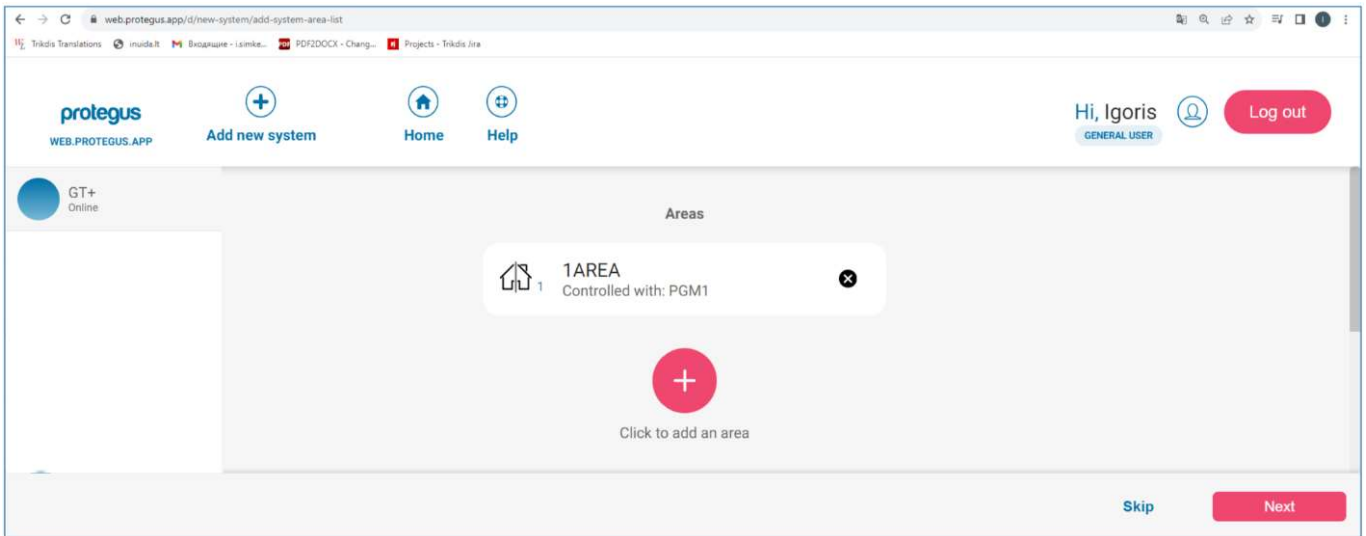 web.protegus.app/d/new-system/add-system-area-list
Trikdis Translations inuida.lt Входящие - i.simke... PDF2DOCX - Chang... Projects - Trikdis Jira
protegus
WEB.PROTEGUS.APP
Add new system
Home
Help
Hi, Igoris
GENERAL USER
Log out
GT+
Online
Areas
1AREA
1
Controlled with: PGM1
Click to add an area
Skip
Next